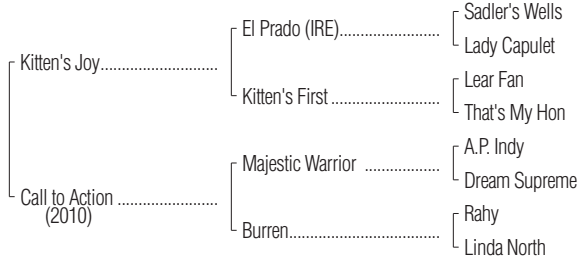 Sadler's Wells
El Prado (IRE)
Lady Capulet
Kitten's Joy
Lear Fan
Kitten's First
That's My Hon
A.P. Indy
Majestic Warrior
Dream Supreme
Call to Action
(2010)
Rahy
Burren
Linda North